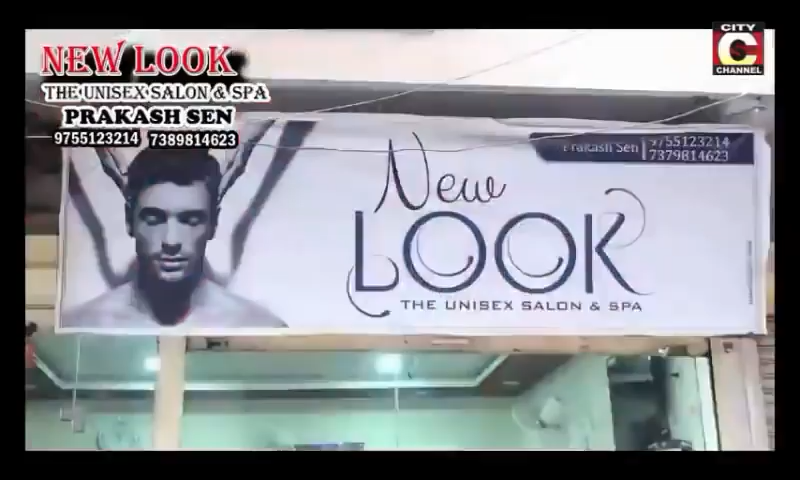 NEW LOOK
THE UNISEX SALON & SPA
PRAKASH SEN
9755123214 7389814623
CITY
C
CHANNEL
Prakash Sen
9755123214
7379814623
New
LOOK
THE UNISEX SALON & SPA